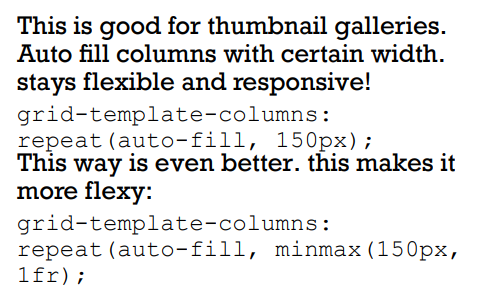 This is good for thumbnail galleries.
Auto fill columns with certain width.
stays flexible and responsive!
grid-template-columns:
repeat(auto-fill, 150px);
This way is even better. this makes it
more flexy:
grid-template-columns:
repeat(auto-fill, minmax(150px,
1fr);